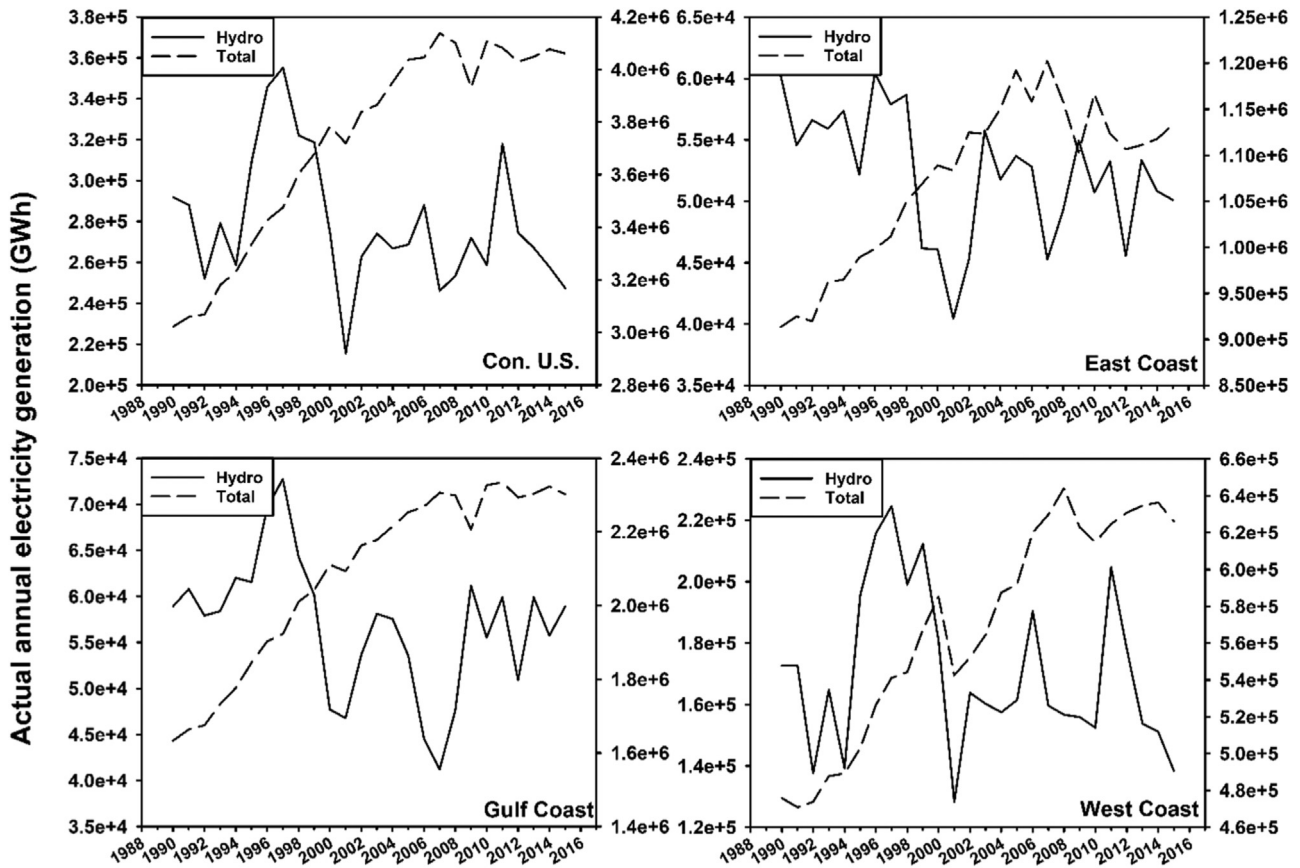 Actual annual electricity generation (GWh)
3.8e+5
3.6e+5
3.4e+5
3.2e+5
3.0e+5
2.8e+5
2.6e+5
2.4e+5
2.2e+5
2.0e+5
Hydro
Total
4.2e+6
4.0e+6
3.8e+6
3.6e+6
3.4e+6
3.2e+6
3.0e+6
2.8e+6
Con. U.S.
1988 1990 1992 1994 1996 1998 2000 2002 2004 2006 2008 2010 2012 2014 2016
6.5e+4
6.0e+4
5.5e+4
5.0e+4
4.5e+4
4.0e+4
3.5e+4
Hydro
Total
1.25e+6
1.20e+6
1.15e+6
1.10e+6
1.05e+6
1.00e+6
9.50e+5
9.00e+5
8.50e+5
East Coast
1988 1990 1992 1994 1996 1998 2000 2002 2004 2006 2008 2010 2012 2014 2016
7.5e+4
7.0e+4
6.5e+4
6.0e+4
5.5e+4
5.0e+4
4.5e+4
4.0e+4
3.5e+4
Hydro
Total
2.4e+6
2.2e+6
2.0e+6
1.8e+6
1.6e+6
1.4e+6
Gulf Coast
1988 1990 1992 1994 1996 1998 2000 2002 2004 2006 2008 2010 2012 2014 2016
2.4e+5
2.2e+5
2.0e+5
1.8e+5
1.6e+5
1.4e+5
1.2e+5
Hydro
Total
6.6e+5
6.4e+5
6.2e+5
6.0e+5
5.8e+5
5.6e+5
5.4e+5
5.2e+5
5.0e+5
4.8e+5
4.6e+5
West Coast
1988 1990 1992 1994 1996 1998 2000 2002 2004 2006 2008 2010 2012 2014 2016